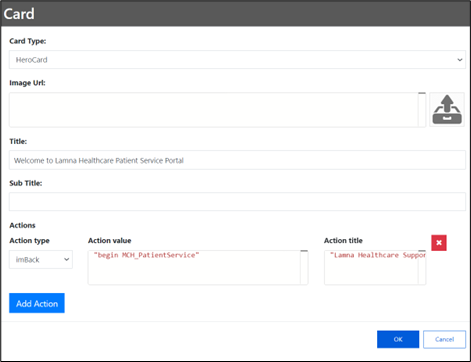 Card
Card Type:
HeroCard
Image Url:
Title:
Welcome to Lamna Healthcare Patient Service Portal
Sub Title:
Actions
Action type Action value Action title
imBack "begin MCH_PatientService" "Lamna Healthcare Suppor
Add Action
OK Cancel